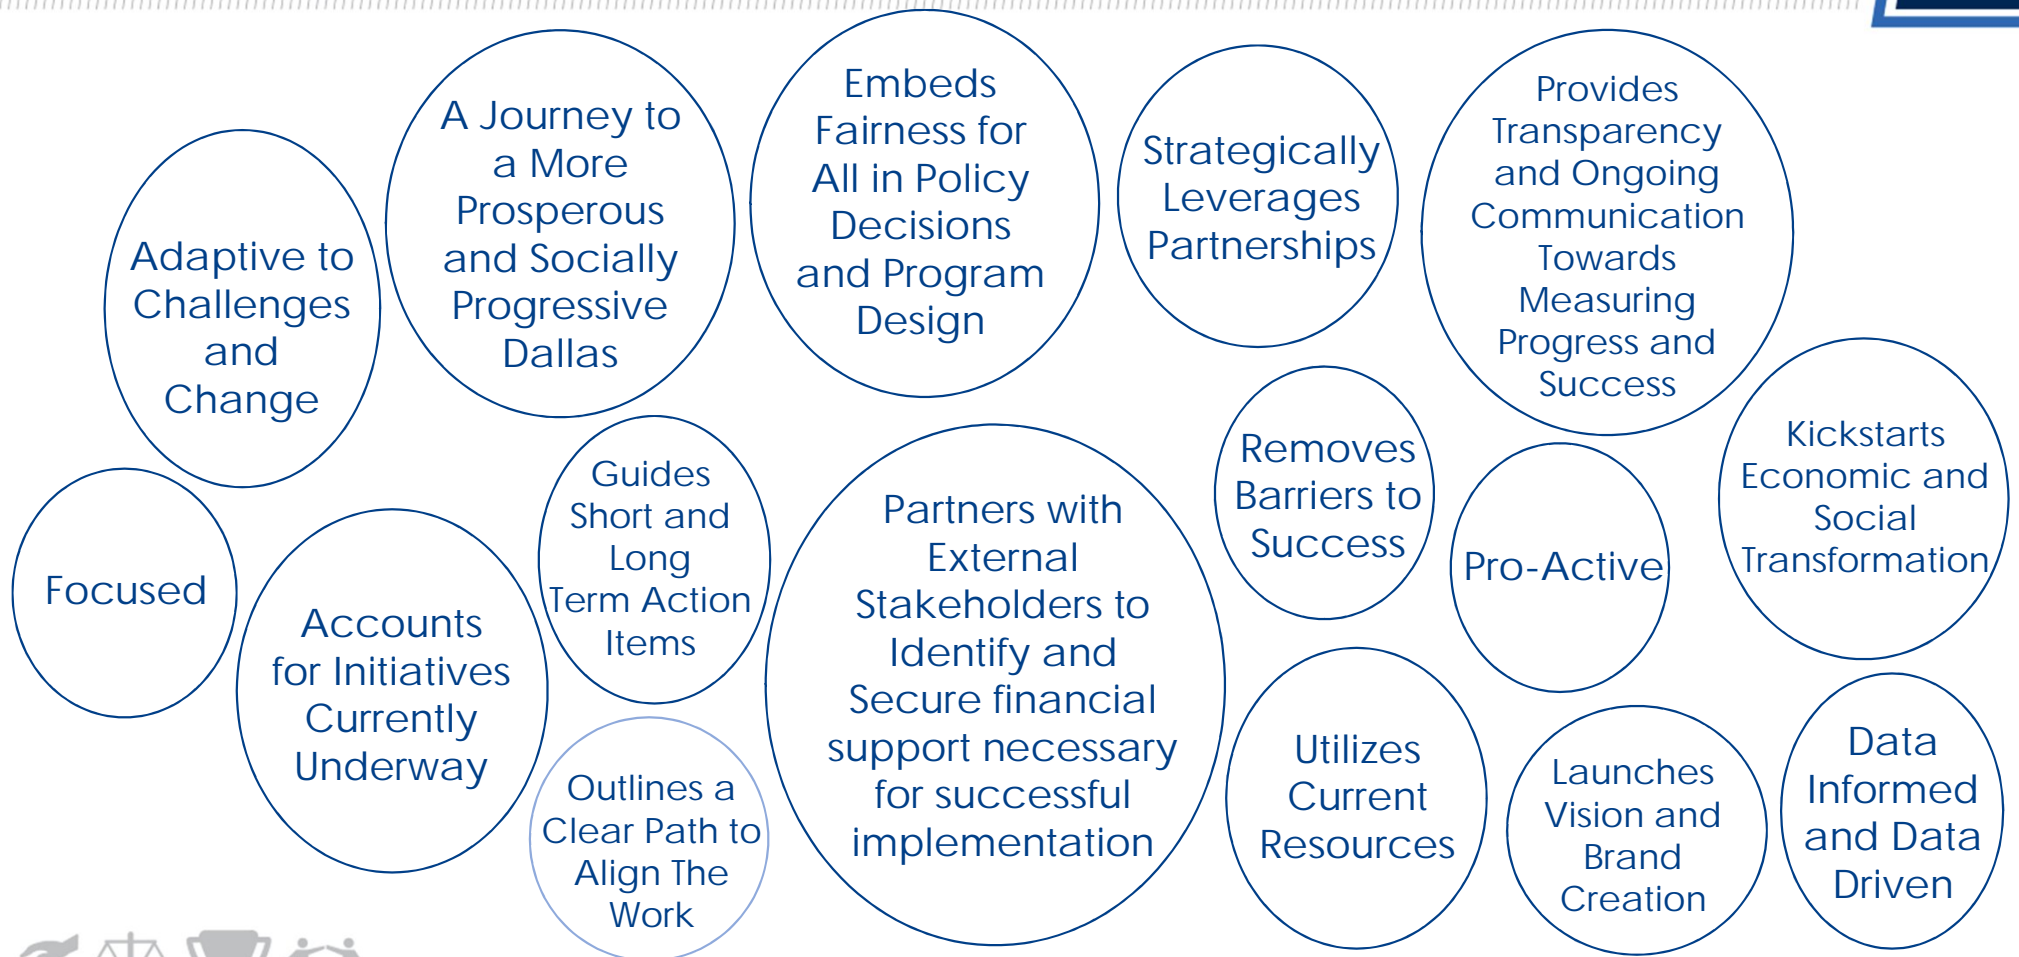 Adaptive to
Challenges
and
Change
A Journey to
a More
Prosperous
and Socially
Progressive
Dallas
Embeds
Fairness for
All in Policy
Decisions
and Program
Design
Strategically
Leverages
Partnerships
Provides
Transparency
and Ongoing
Communication
Towards
Measuring
Progress and
Success
Focused
Accounts
for Initiatives
Currently
Underway
Guides
Short and
Long
Term Action
Items
Outlines a
Clear Path to
Align The
Work
Partners with
External
Stakeholders to
Identify and
Secure financial
support necessary
for successful
implementation
Removes
Barriers to
Success
Pro-Active
Kickstarts
Economic and
Social
Transformation
Utilizes
Current
Resources
Launches
Vision and
Brand
Creation
Data
Informed
and Data
Driven